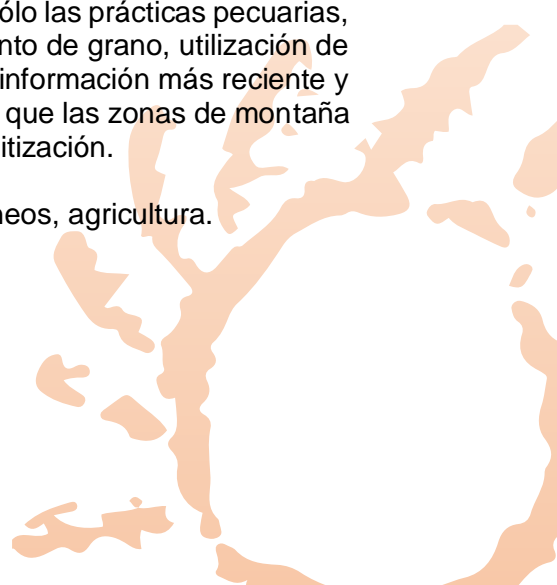 ólo las prácticas pecuarias,
nto de grano, utilización de
información más reciente y
que las zonas de montaña
itización.
neos, agricultura.